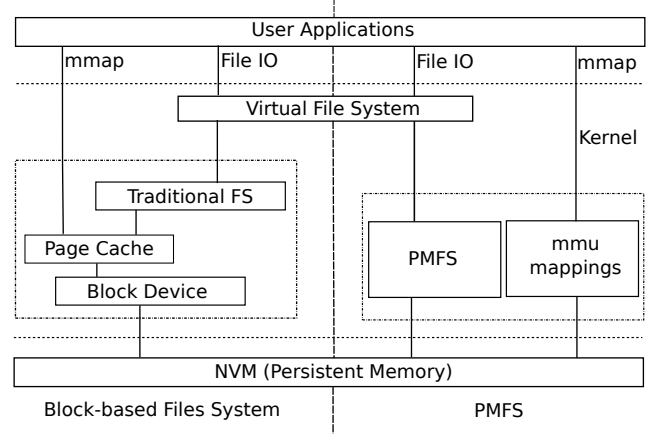 User Applications
mmap
File IO
File IO
mmap
Virtual File System
Kernel
Traditional FS
Page Cache
Block Device
PMFS
mmu
mappings
NVM (Persistent Memory)
Block-based Files System
PMFS